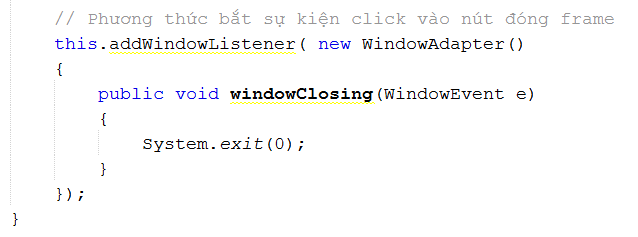 // Phương thức bắt sự kiện click vào nút đóng frame
this.addWindowListener( new WindowAdapter()
{
public void windowClosing(WindowEvent e)
{
System.exit(0);
}
});
}